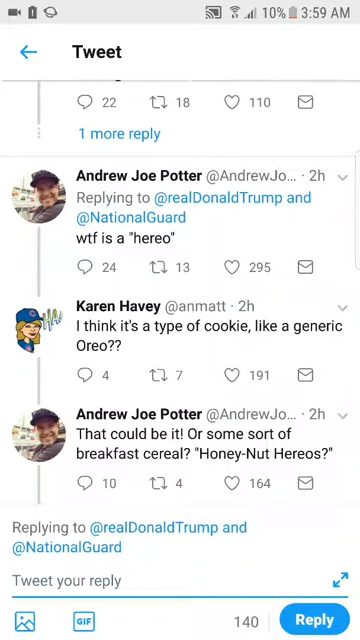 10% 3:59 AM
Tweet
22 18 110
1 more reply
Andrew Joe Potter @AndrewJo... · 2h
Replying to @realDonaldTrump and
@NationalGuard
wtf is a "hereo"
24 13 295
Karen Havey @anmatt · 2h
I think it's a type of cookie, like a generic
Oreo??
4 7 191
Andrew Joe Potter @AndrewJo... · 2h
That could be it! Or some sort of
breakfast cereal? "Honey-Nut Hereos?"
10 4 164
Replying to @realDonaldTrump and
@NationalGuard
Tweet your reply
GIF 140 Reply